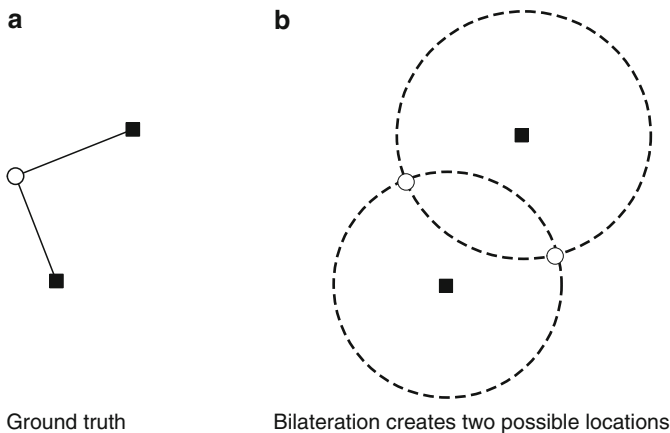 a
b
Ground truth
Bilateration creates two possible locations